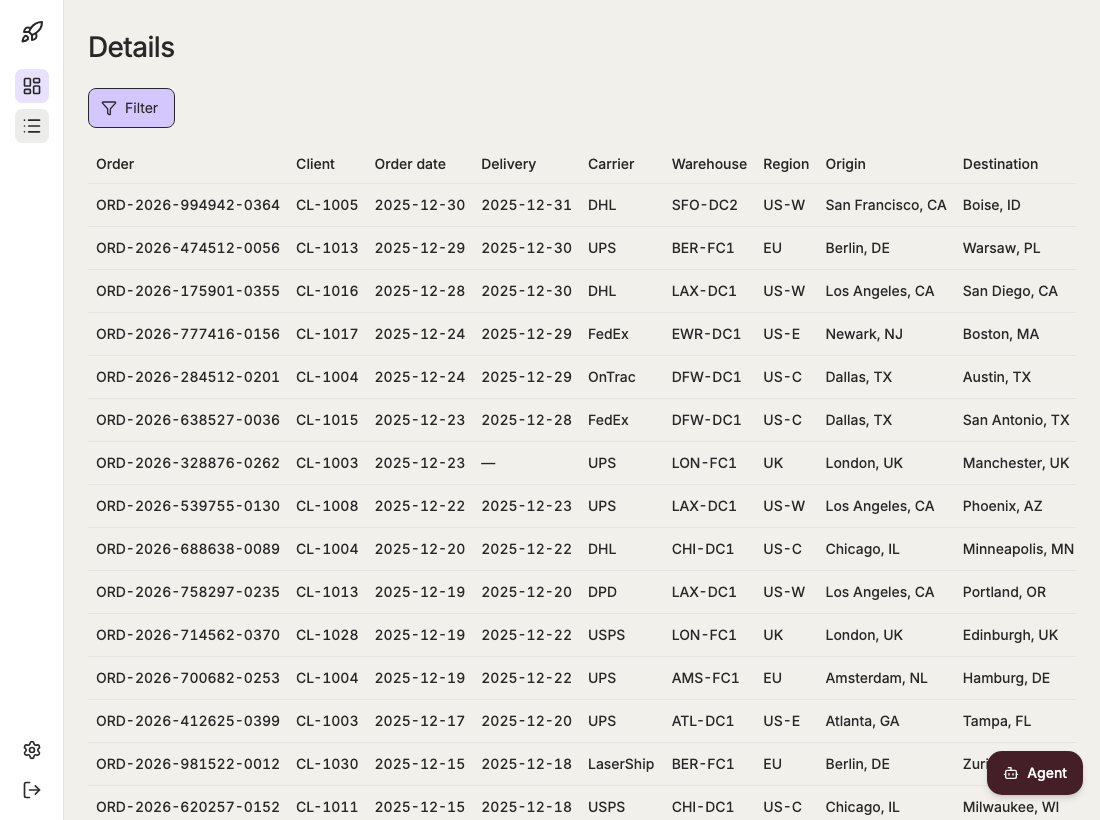 Details
Filter
Order Client Order date Delivery Carrier Warehouse Region Origin Destination
ORD-2026-994942-0364 CL-1005 2025-12-30 2025-12-31 DHL SFO-DC2 US-W San Francisco, CA Boise, ID
ORD-2026-474512-0056 CL-1013 2025-12-29 2025-12-30 UPS BER-FC1 EU Berlin, DE Warsaw, PL
ORD-2026-175901-0355 CL-1016 2025-12-28 2025-12-30 DHL LAX-DC1 US-W Los Angeles, CA San Diego, CA
ORD-2026-777416-0156 CL-1017 2025-12-24 2025-12-29 FedEx EWR-DC1 US-E Newark, NJ Boston, MA
ORD-2026-284512-0201 CL-1004 2025-12-24 2025-12-29 OnTrac DFW-DC1 US-C Dallas, TX Austin, TX
ORD-2026-638527-0036 CL-1015 2025-12-23 2025-12-28 FedEx DFW-DC1 US-C Dallas, TX San Antonio, TX
ORD-2026-328876-0262 CL-1003 2025-12-23 — UPS LON-FC1 UK London, UK Manchester, UK
ORD-2026-539755-0130 CL-1008 2025-12-22 2025-12-23 UPS LAX-DC1 US-W Los Angeles, CA Phoenix, AZ
ORD-2026-688638-0089 CL-1004 2025-12-20 2025-12-22 DHL CHI-DC1 US-C Chicago, IL Minneapolis, MN
ORD-2026-758297-0235 CL-1013 2025-12-19 2025-12-20 DPD LAX-DC1 US-W Los Angeles, CA Portland, OR
ORD-2026-714562-0370 CL-1028 2025-12-19 2025-12-22 USPS LON-FC1 UK London, UK Edinburgh, UK
ORD-2026-700682-0253 CL-1004 2025-12-19 2025-12-22 UPS AMS-FC1 EU Amsterdam, NL Hamburg, DE
ORD-2026-412625-0399 CL-1003 2025-12-17 2025-12-20 UPS ATL-DC1 US-E Atlanta, GA Tampa, FL
ORD-2026-981522-0012 CL-1030 2025-12-15 2025-12-18 LaserShip BER-FC1 EU Berlin, DE
Agent
ORD-2026-620257-0152 CL-1011 2025-12-15 2025-12-18 USPS CHI-DC1 US-C Chicago, IL Milwaukee, WI